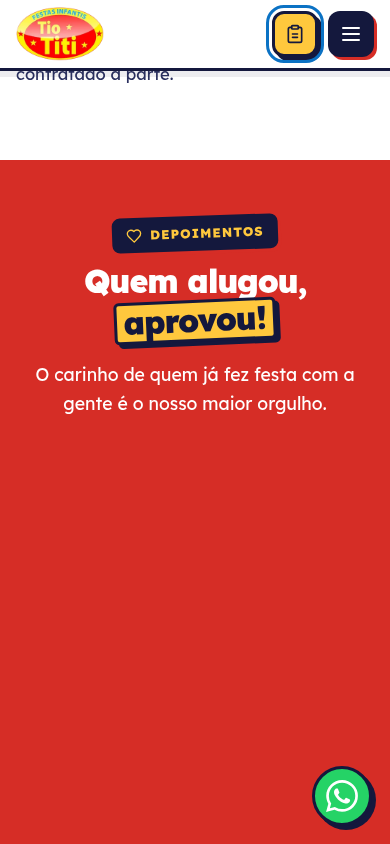 FESTAS INFANTIS
Tio
Titi
contratado à parte.
DEPOIMENTOS
Quem alugou,
aprovou!
O carinho de quem já fez festa com a
gente é o nosso maior orgulho.